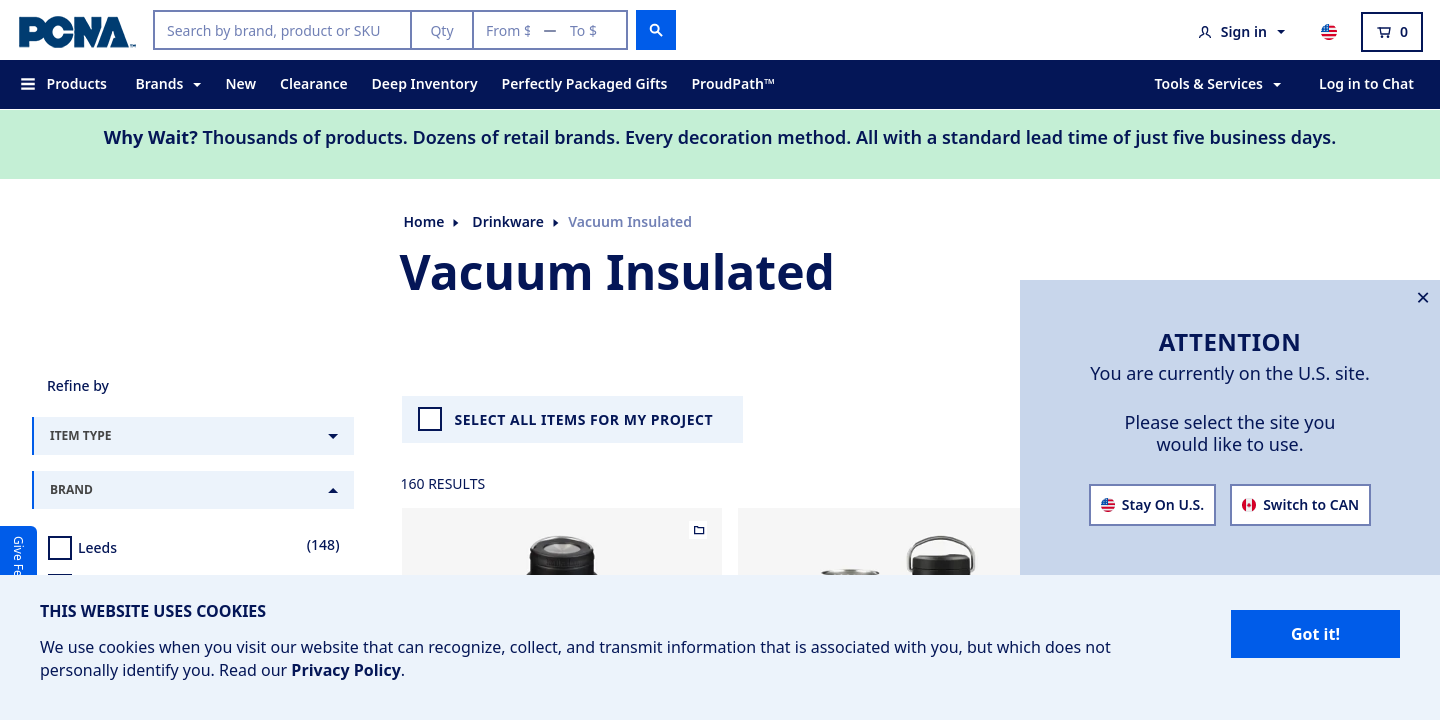 PCNA™
Search by brand, product or SKU
Qty
From $ — To $
Sign in
0
Products
Brands
New
Clearance
Deep Inventory
Perfectly Packaged Gifts
ProudPath™
Tools & Services
Log in to Chat
Why Wait? Thousands of products. Dozens of retail brands. Every decoration method. All with a standard lead time of just five business days.
Home
Drinkware
Vacuum Insulated
Vacuum Insulated
ATTENTION
You are currently on the U.S. site.
Please select the site you
would like to use.
Stay On U.S.
Switch to CAN
Refine by
ITEM TYPE
BRAND
Leeds
(148)
SELECT ALL ITEMS FOR MY PROJECT
160 RESULTS
Give
THIS WEBSITE USES COOKIES
We use cookies when you visit our website that can recognize, collect, and transmit information that is associated with you, but which does not
personally identify you. Read our Privacy Policy.
Got it!